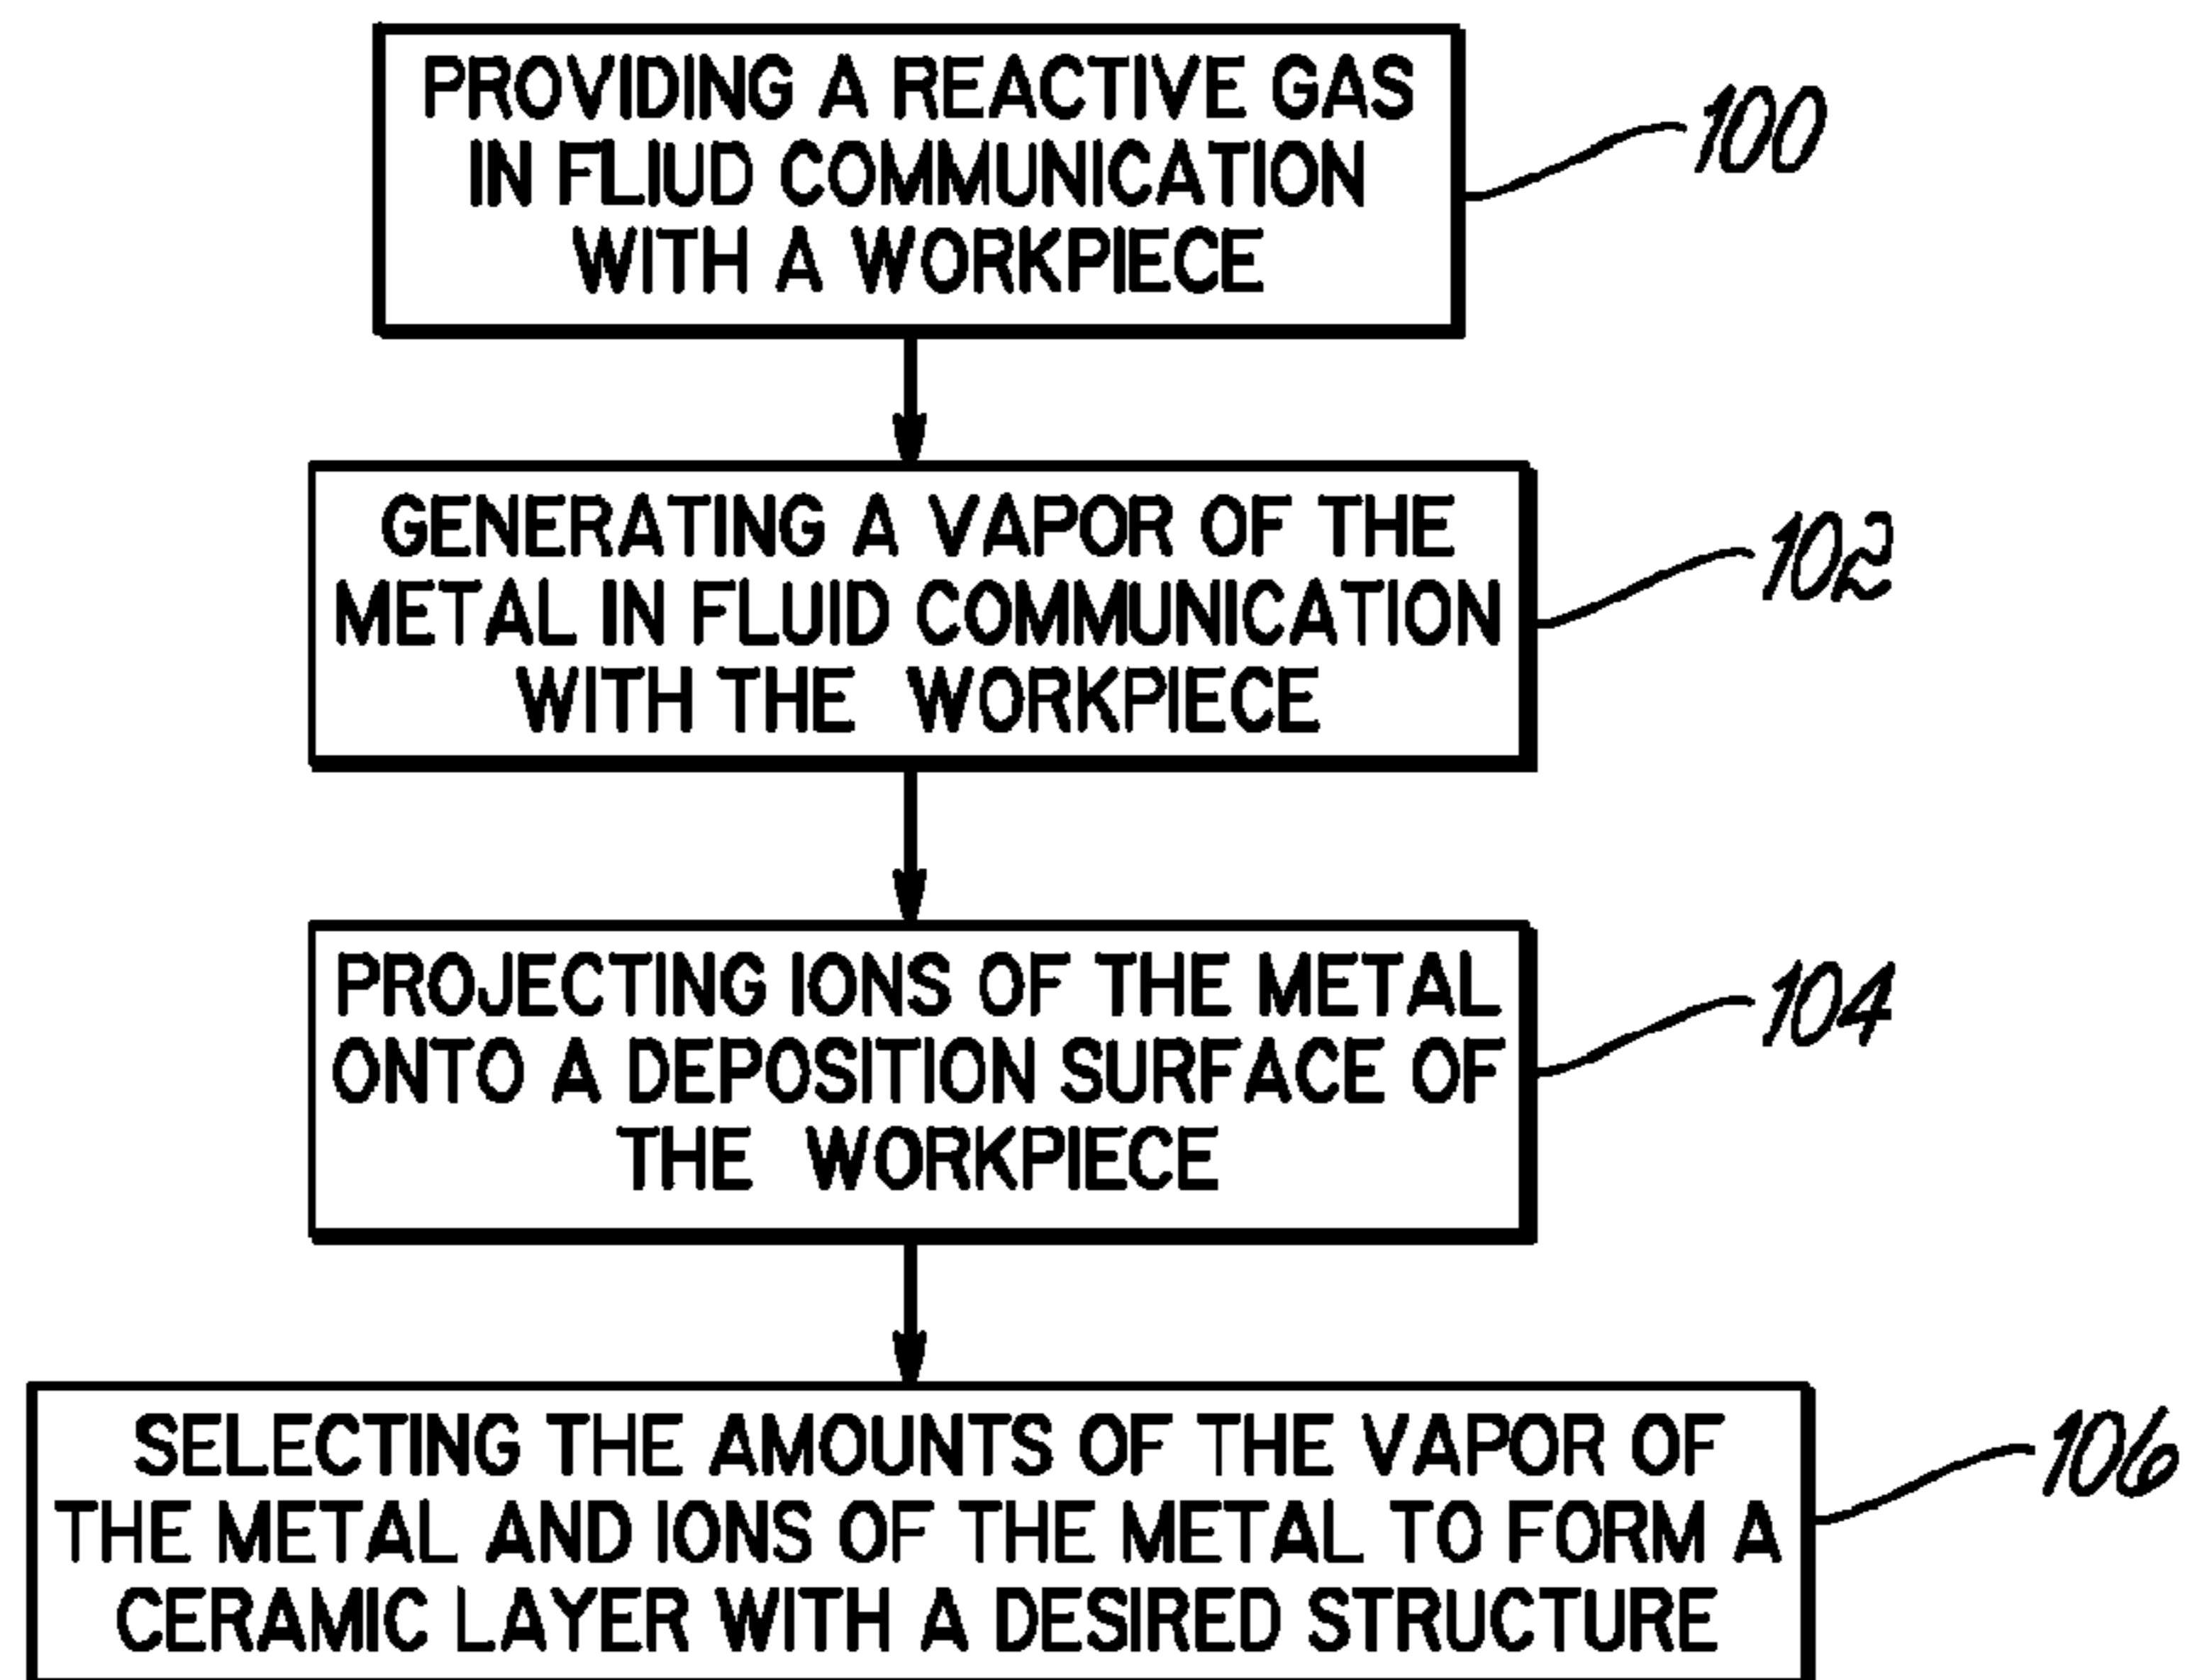 PROVIDING A REACTIVE GAS
IN FLIUD COMMUNICATION
WITH A WORKPIECE
100
GENERATING A VAPOR OF THE
METAL IN FLUID COMMUNICATION
WITH THE WORKPIECE
102
PROJECTING IONS OF THE METAL
ONTO A DEPOSITION SURFACE OF
THE WORKPIECE
104
SELECTING THE AMOUNTS OF THE VAPOR OF
THE METAL AND IONS OF THE METAL TO FORM A
CERAMIC LAYER WITH A DESIRED STRUCTURE
106